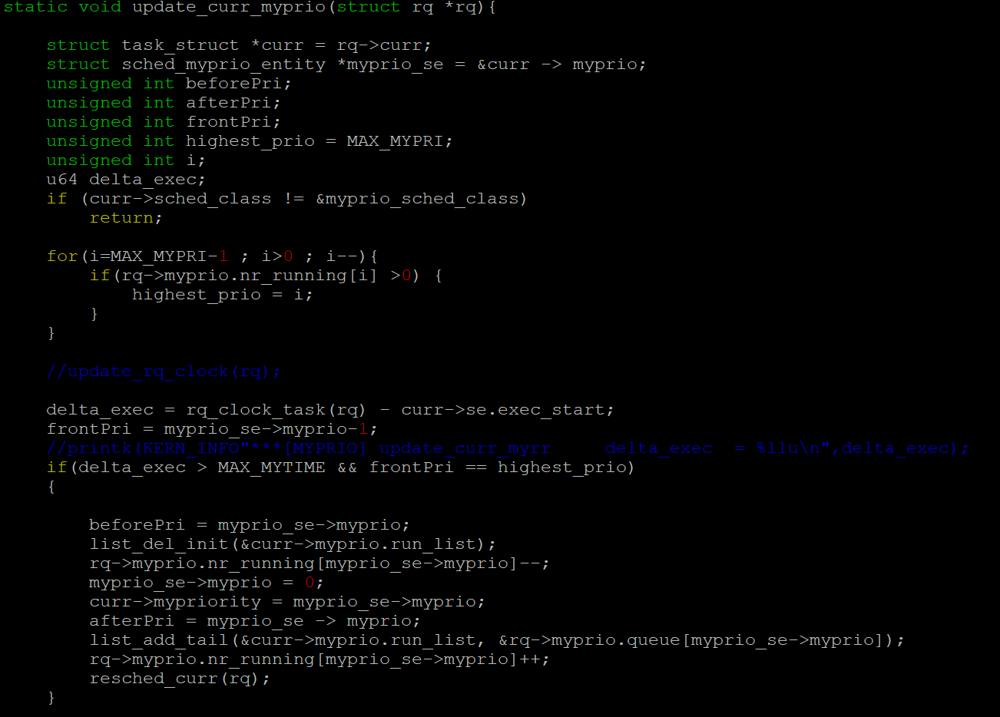 static void update_curr_myprio(struct rq *rq){
struct task_struct *curr = rq->curr;
struct sched_myprio_entity *myprio_se = &curr -> myprio;
unsigned int beforePri;
unsigned int afterPri;
unsigned int frontPri;
unsigned int highest_prio = MAX_MYPRI;
unsigned int i;
u64 delta_exec;
if (curr->sched_class != &myprio_sched_class)
return;
for(i=MAX_MYPRI-1 ; i>0 ; i--){
if(rq->myprio.nr_running[i] >0) {
highest_prio = i;
}
}
//update_rq_clock(rq);
delta_exec = rq_clock_task(rq) - curr->se.exec_start;
frontPri = myprio_se->myprio-1;
//printk(KERN_INFO"***[MYPRIO] update_curr_myrr     delta_exec  = %llu\n",delta_exec);
if(delta_exec > MAX_MYTIME && frontPri == highest_prio)
{
beforePri = myprio_se->myprio;
list_del_init(&curr->myprio.run_list);
rq->myprio.nr_running[myprio_se->myprio]--;
myprio_se->myprio = 0;
curr->mypriority = myprio_se->myprio;
afterPri = myprio_se -> myprio;
list_add_tail(&curr->myprio.run_list, &rq->myprio.queue[myprio_se->myprio]);
rq->myprio.nr_running[myprio_se->myprio]++;
resched_curr(rq);
}